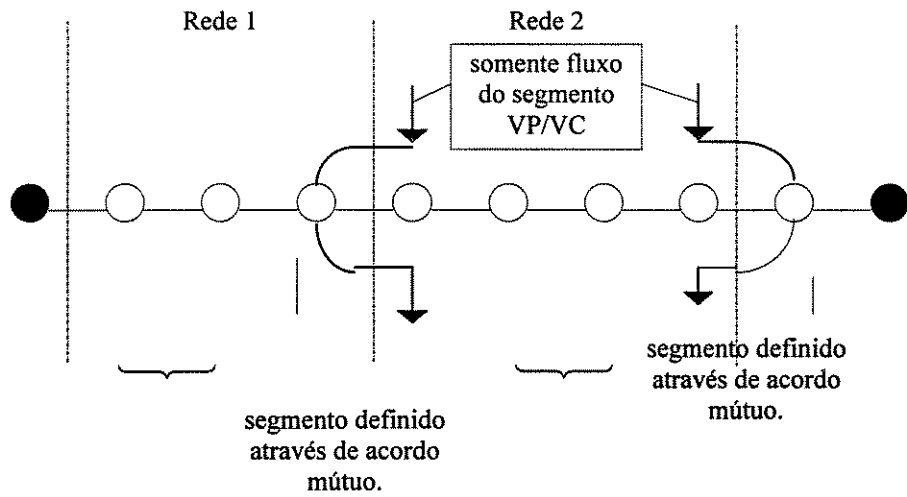 Rede 1
Rede 2
somente fluxo
do segmento
VP/VC
segmento definido
através de acordo
mútuo.
segmento definido
através de acordo
mútuo.